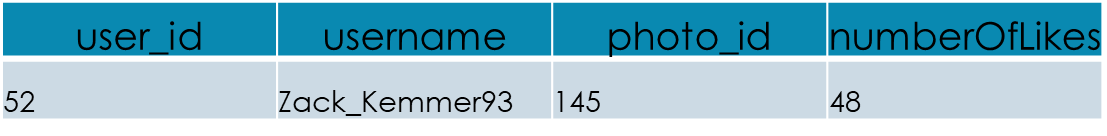 user_id username photo_id numberOfLikes
52 Zack_Kemmer93 145 48